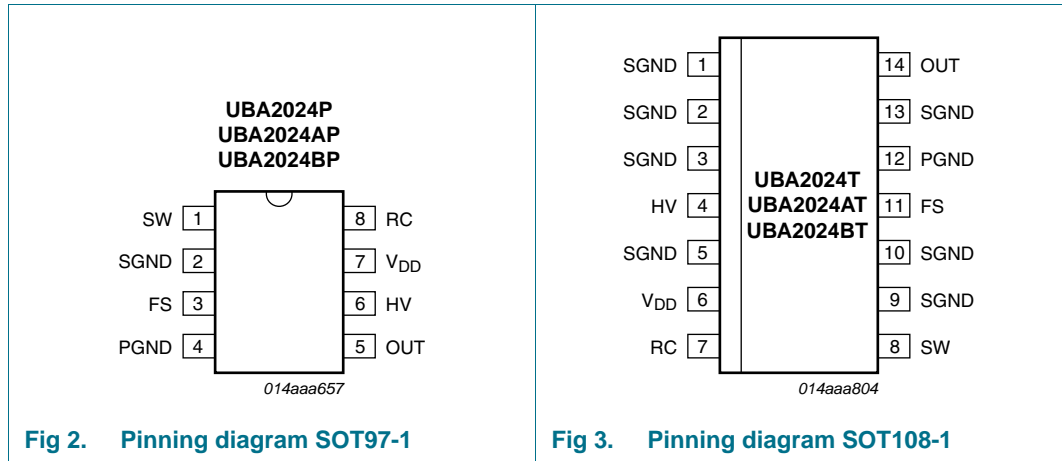 UBA2024P
UBA2024AP
UBA2024BP
SW 1 8 RC
SGND 2 7 VDD
FS 3 6 HV
PGND 4 5 OUT
014aaa657
Fig 2. Pinning diagram SOT97-1
SGND 1 14 OUT
SGND 2 13 SGND
SGND 3 12 PGND
UBA2024T
UBA2024AT
UBA2024BT
HV 4 11 FS
SGND 5 10 SGND
VDD 6 9 SGND
RC 7 8 SW
014aaa804
Fig 3. Pinning diagram SOT108-1